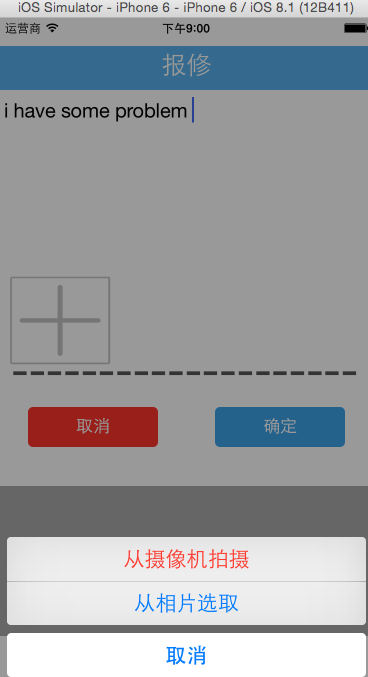 iOS Simulator - iPhone 6 - iPhone 6 / iOS 8.1 (12B411)
运营商 下午9:00
报修
i have some problem
取消 确定
从摄像机拍摄
从相片选取
取消